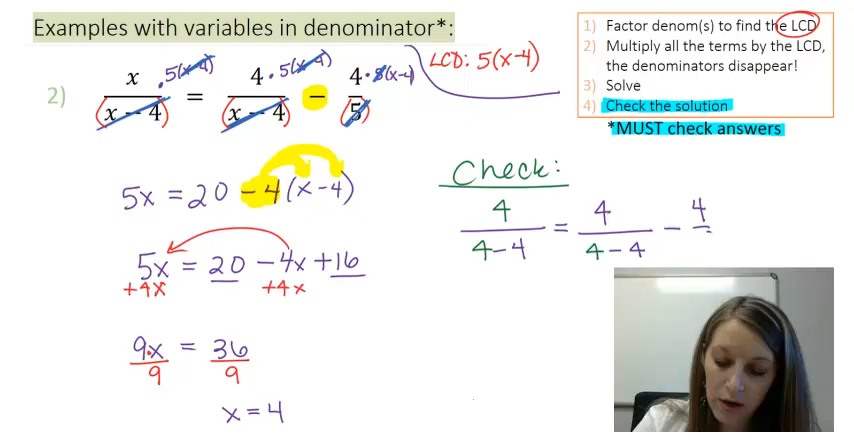 Examples with variables in denominator*:
1) Factor denom(s) to find the LCD
2) Multiply all the terms by the LCD, the denominators disappear!
3) Solve
4) Check the solution
*MUST check answers
LCD: 5(x-4)
2) x · 5(x-4) / (x - 4) = 4 · 5(x-4) / (x - 4) - 4 · 5(x-4) / (5)
5x = 20 - 4(x - 4)
5x = 20 - 4x + 16
+4x +4x
9·x = 36
9 9
x = 4
Check:
4 / 4-4 = 4 / 4-4 - 4